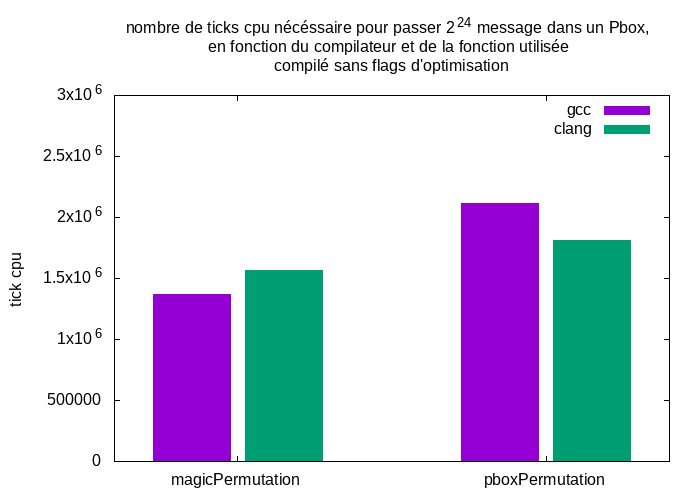 nombre de ticks cpu nécéssaire pour passer 2^24 message dans un Pbox,
en fonction du compilateur et de la fonction utilisée
compilé sans flags d'optimisation
3x10^6
gcc
clang
2.5x10^6
2x10^6
1.5x10^6
1x10^6
500000
0
tick cpu
magicPermutation
pboxPermutation